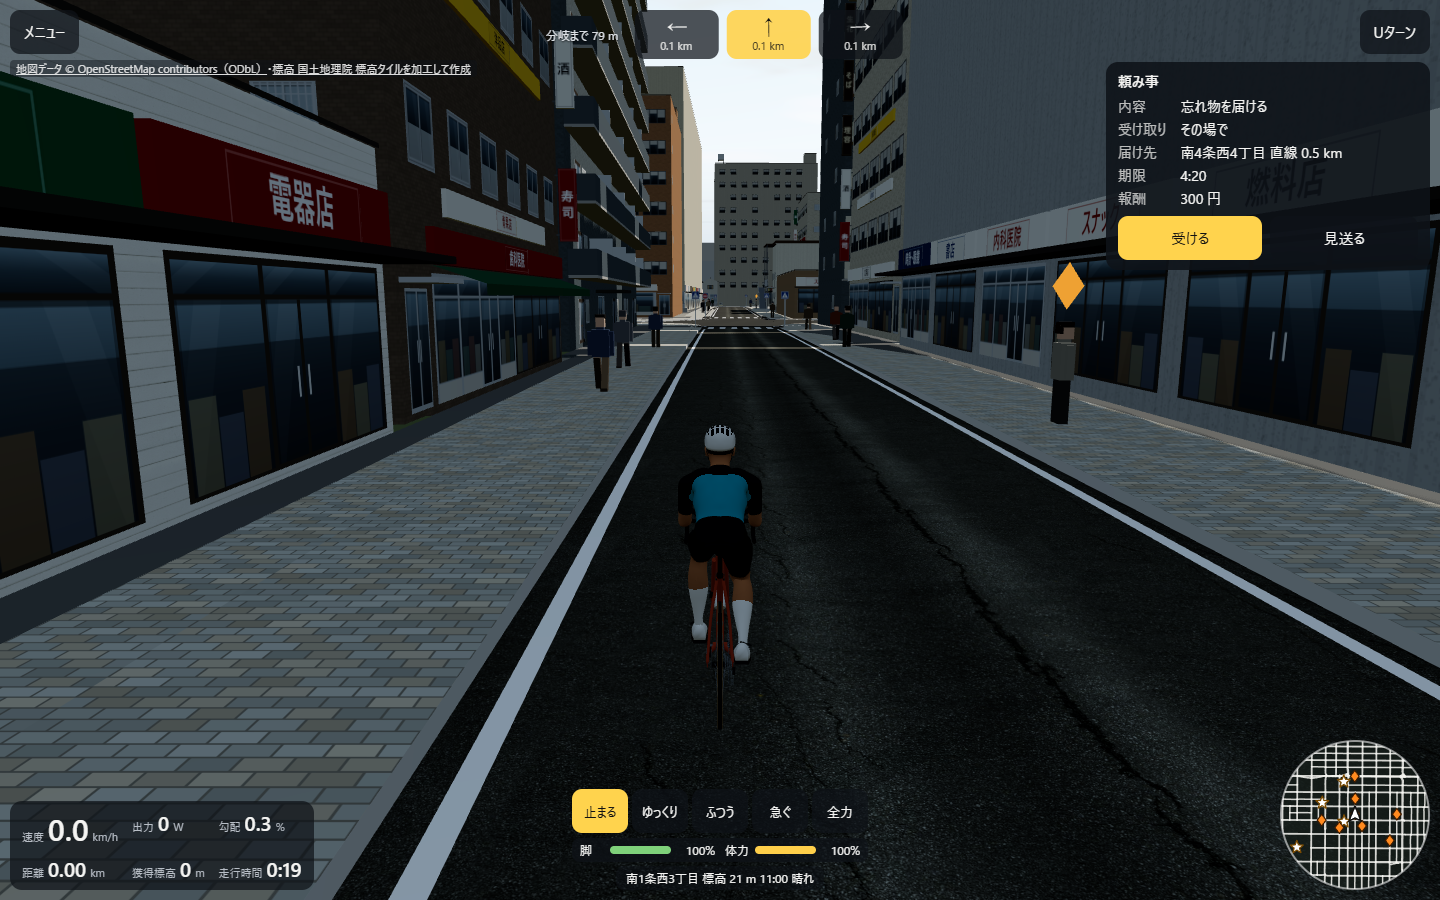 メニュー
分岐まで 79 m
←
0.1 km
↑
0.1 km
→
0.1 km
Uターン
地図データ © OpenStreetMap contributors（ODbL）・標高 国土地理院 標高タイルを加工して作成
頼み事
内容 忘れ物を届ける
受け取り その場で
届け先 南4条西4丁目 直線 0.5 km
期限 4:20
報酬 300 円
受ける
見送る
酒
電器店
寿司
歯科医院
書店
内科医院
スナック
燃料店
速度 0.0 km/h
出力 0 W
勾配 0.3 %
距離 0.00 km
獲得標高 0 m
走行時間 0:19
止まる
ゆっくり
ふつう
急ぐ
全力
脚 100%
体力 100%
南1条西3丁目 標高 21 m 11:00 晴れ